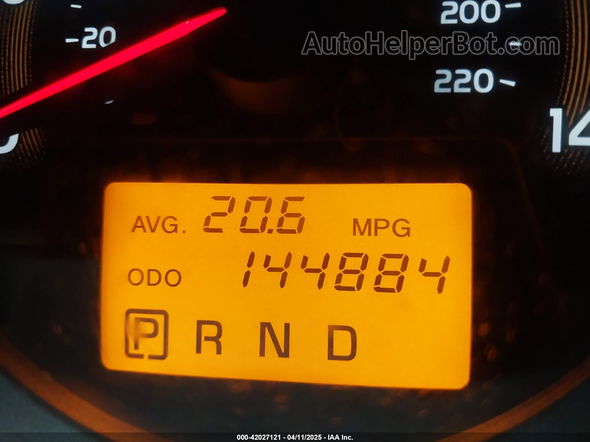 200
-20
AutoHelperBot.com
220
14
AVG. 20.6 MPG
ODO 144884
P R N D
000-42027121 - 04/11/2025 - IAA Inc.